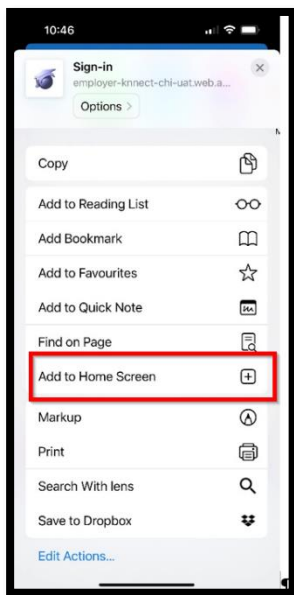 10:46
Sign-in
employer-knnect-chi-uat.web.a...
Options >
Copy
Add to Reading List
Add Bookmark
Add to Favourites
Add to Quick Note
Find on Page
Add to Home Screen
Markup
Print
Search With lens
Save to Dropbox
Edit Actions...